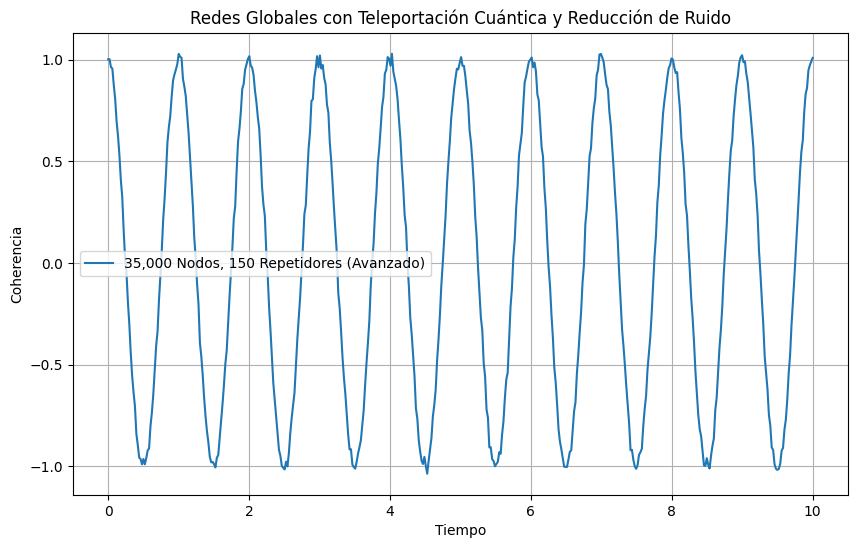 Redes Globales con Teleportación Cuántica y Reducción de Ruido
1.0
0.5
0.0
−0.5
−1.0
Coherencia
35,000 Nodos, 150 Repetidores (Avanzado)
0 2 4 6 8 10
Tiempo